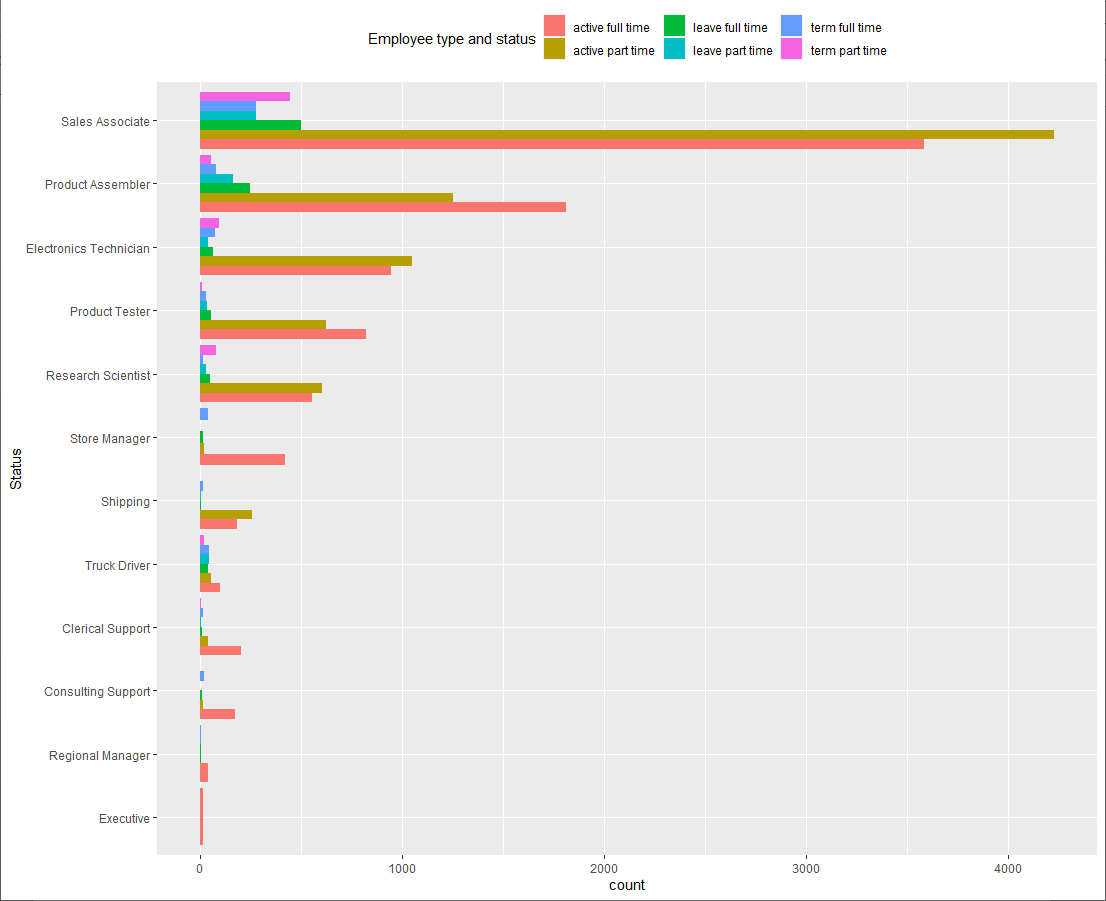 active full time leave full time term full time
Employee type and status
active part time leave part time term part time
Sales Associate
Product Assembler
Electronics Technician
Product Tester
Research Scientist
Store Manager
Status
Shipping
Truck Driver
Clerical Support
Consulting Support
Regional Manager
Executive
0 1000 2000 3000 4000
count